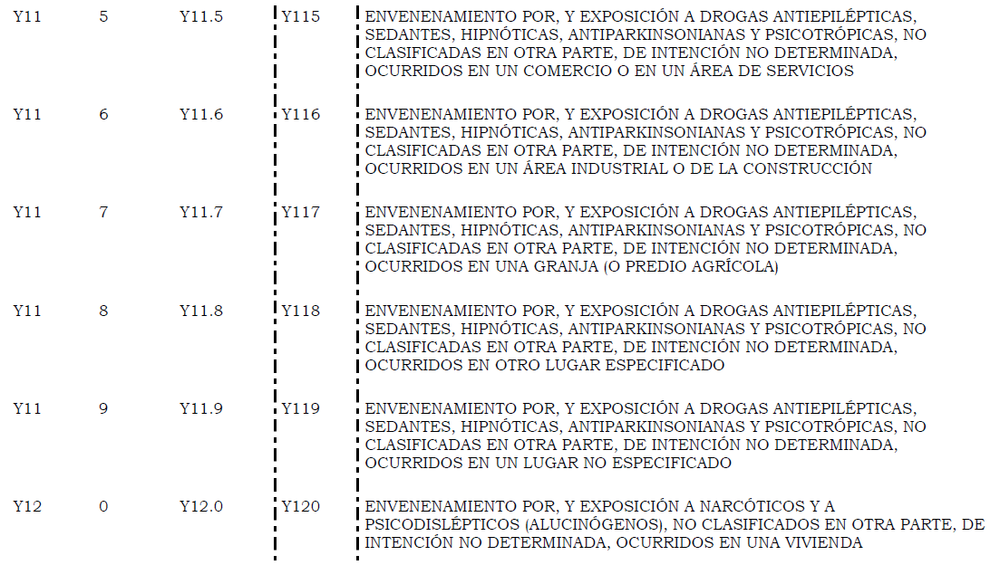 Y11 5 Y11.5 Y115 ENVENENAMIENTO POR, Y EXPOSICIÓN A DROGAS ANTIEPILÉPTICAS,
SEDANTES, HIPNÓTICAS, ANTIPARKINSONIANAS Y PSICOTRÓPICAS, NO
CLASIFICADAS EN OTRA PARTE, DE INTENCIÓN NO DETERMINADA,
OCURRIDOS EN UN COMERCIO O EN UN ÁREA DE SERVICIOS
Y11 6 Y11.6 Y116 ENVENENAMIENTO POR, Y EXPOSICIÓN A DROGAS ANTIEPILÉPTICAS,
SEDANTES, HIPNÓTICAS, ANTIPARKINSONIANAS Y PSICOTRÓPICAS, NO
CLASIFICADAS EN OTRA PARTE, DE INTENCIÓN NO DETERMINADA,
OCURRIDOS EN UN ÁREA INDUSTRIAL O DE LA CONSTRUCCIÓN
Y11 7 Y11.7 Y117 ENVENENAMIENTO POR, Y EXPOSICIÓN A DROGAS ANTIEPILÉPTICAS,
SEDANTES, HIPNÓTICAS, ANTIPARKINSONIANAS Y PSICOTRÓPICAS, NO
CLASIFICADAS EN OTRA PARTE, DE INTENCIÓN NO DETERMINADA,
OCURRIDOS EN UNA GRANJA (O PREDIO AGRÍCOLA)
Y11 8 Y11.8 Y118 ENVENENAMIENTO POR, Y EXPOSICIÓN A DROGAS ANTIEPILÉPTICAS,
SEDANTES, HIPNÓTICAS, ANTIPARKINSONIANAS Y PSICOTRÓPICAS, NO
CLASIFICADAS EN OTRA PARTE, DE INTENCIÓN NO DETERMINADA,
OCURRIDOS EN OTRO LUGAR ESPECIFICADO
Y11 9 Y11.9 Y119 ENVENENAMIENTO POR, Y EXPOSICIÓN A DROGAS ANTIEPILÉPTICAS,
SEDANTES, HIPNÓTICAS, ANTIPARKINSONIANAS Y PSICOTRÓPICAS, NO
CLASIFICADAS EN OTRA PARTE, DE INTENCIÓN NO DETERMINADA,
OCURRIDOS EN UN LUGAR NO ESPECIFICADO
Y12 0 Y12.0 Y120 ENVENENAMIENTO POR, Y EXPOSICIÓN A NARCÓTICOS Y A
PSICODISLÉPTICOS (ALUCINÓGENOS), NO CLASIFICADOS EN OTRA PARTE, DE
INTENCIÓN NO DETERMINADA, OCURRIDOS EN UNA VIVIENDA